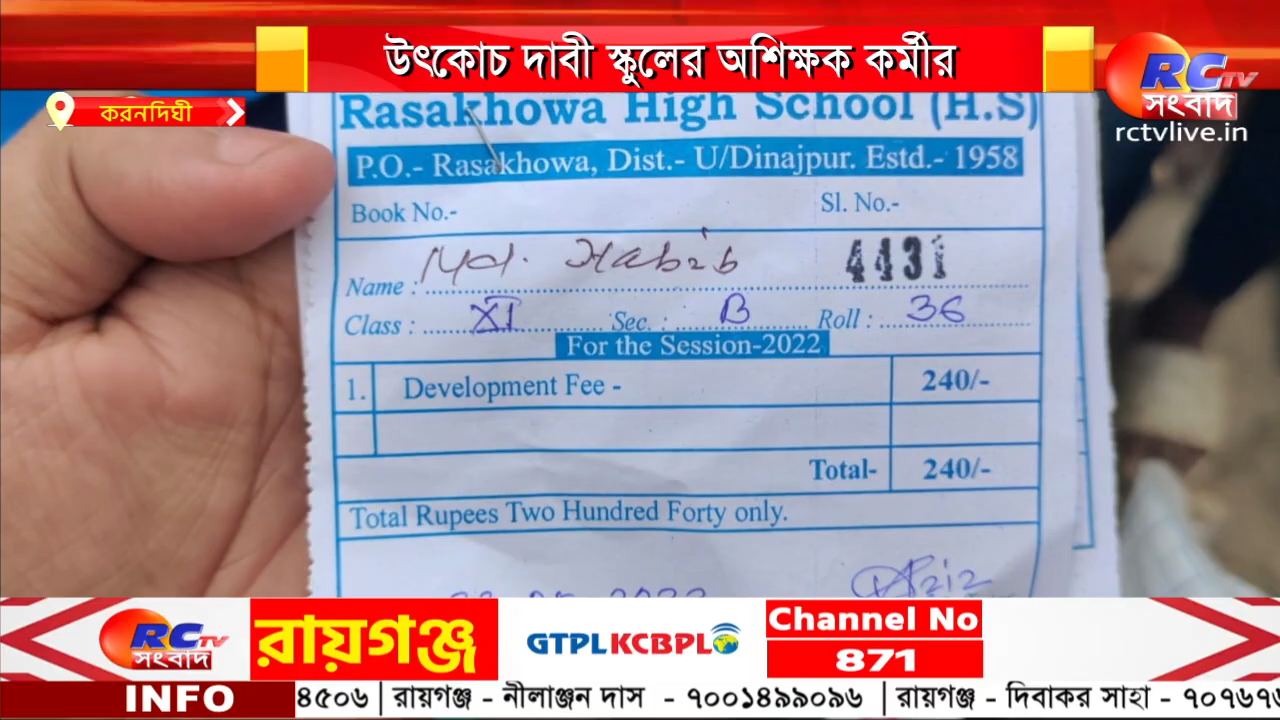 উৎকোচ দাবী স্কুলের অশিক্ষক কর্মীর
RCTV
সংবাদ
rctvlive.in
করনদিঘী
Rasakhowa High School (H.S)
P.O.- Rasakhowa, Dist.- U/Dinajpur. Estd.- 1958
Book No.- Sl. No.-
4431
Name : Md. Habib
Class : XI Sec. : B Roll : 36
For the Session-2022
1. Development Fee - 240/-
Total- 240/-
Total Rupees Two Hundred Forty only.
RCTV
সংবাদ
রায়গঞ্জ
GTPL KCBPL
Channel No
871
INFO
৪৫০৬ | রায়গঞ্জ - নীলাঞ্জন দাস - ৭০০১৪৯৯০৯৬ | রায়গঞ্জ - দিবাকর সাহা - ৭০৭৬৭